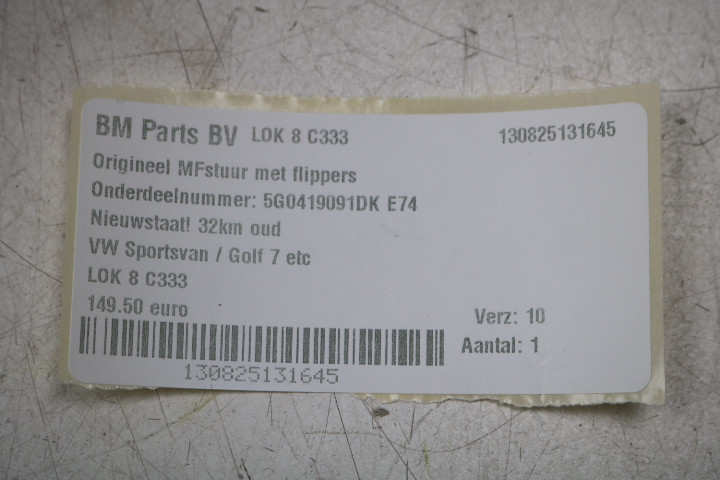 BM Parts BV LOK 8 C333 130825131645
Origineel MFstuur met flippers
Onderdeelnummer: 5G0419091DK E74
Nieuwstaat! 32km oud
VW Sportsvan / Golf 7 etc
LOK 8 C333
149.50 euro
Verz: 10
Aantal: 1
130825131645